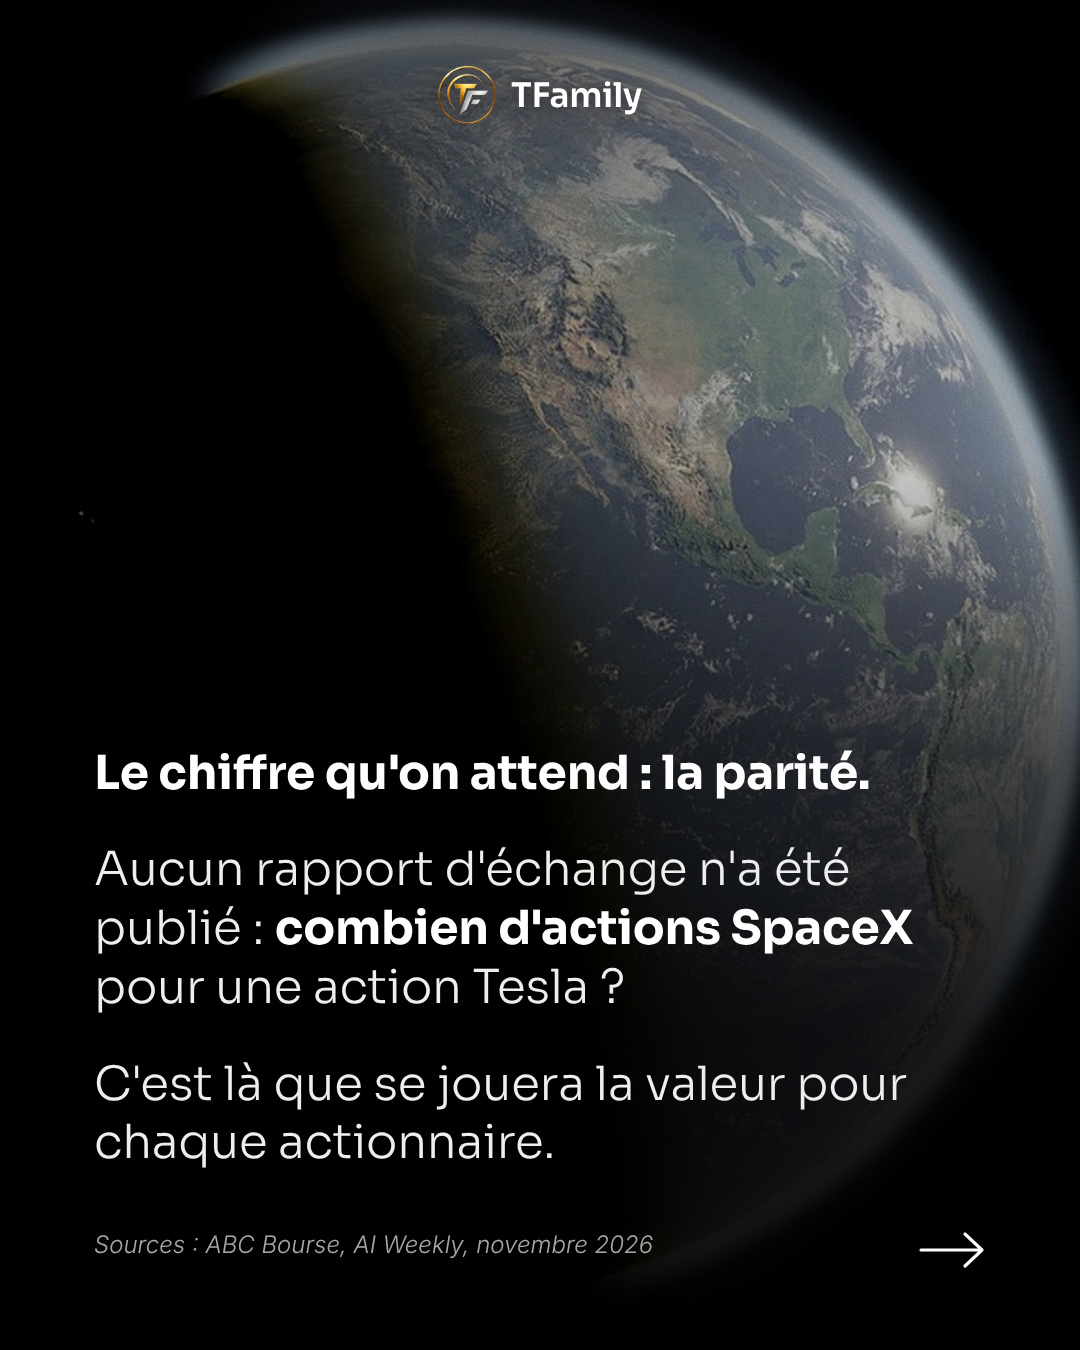 TFamily
Le chiffre qu'on attend : la parité.
Aucun rapport d'échange n'a été
publié : combien d'actions SpaceX
pour une action Tesla ?
C'est là que se jouera la valeur pour
chaque actionnaire.
Sources : ABC Bourse, AI Weekly, novembre 2026